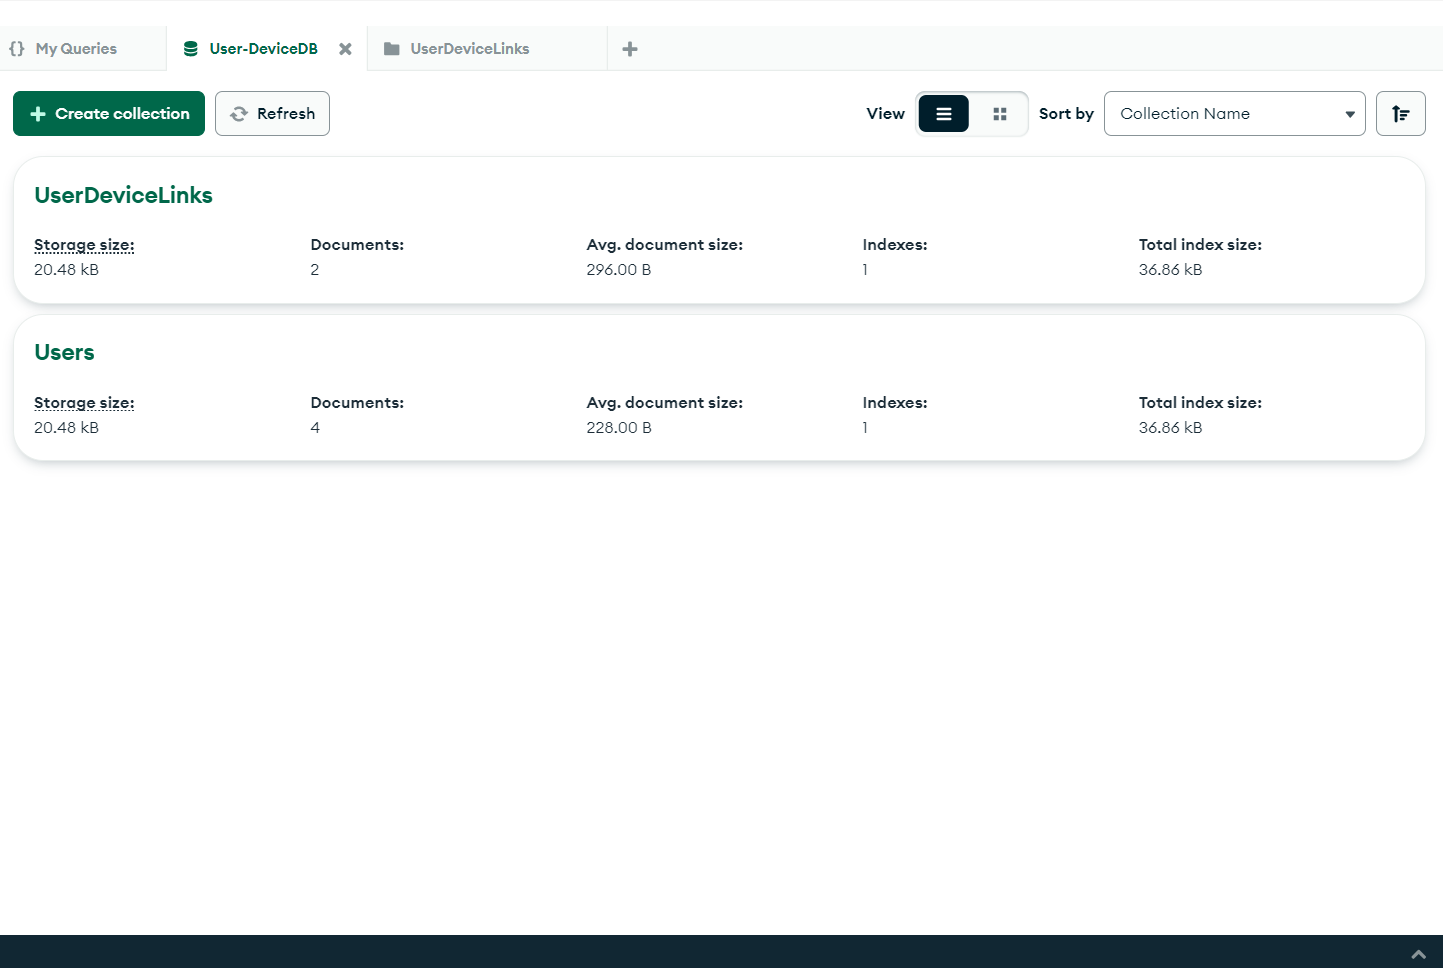 {} My Queries User-DeviceDB UserDeviceLinks
Create collection Refresh View Sort by Collection Name
UserDeviceLinks
Storage size: Documents: Avg. document size: Indexes: Total index size:
20.48 kB 2 296.00 B 1 36.86 kB
Users
Storage size: Documents: Avg. document size: Indexes: Total index size:
20.48 kB 4 228.00 B 1 36.86 kB